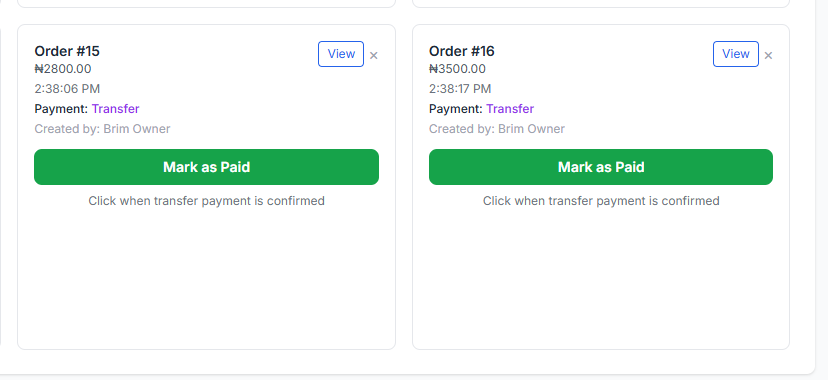 Order #15
View ×
₦2800.00
2:38:06 PM
Payment: Transfer
Created by: Brim Owner
Mark as Paid
Click when transfer payment is confirmed
Order #16
View ×
₦3500.00
2:38:17 PM
Payment: Transfer
Created by: Brim Owner
Mark as Paid
Click when transfer payment is confirmed